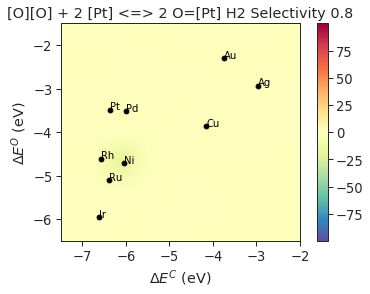 [O][O] + 2 [Pt] <=> 2 O=[Pt] H2 Selectivity 0.8
−2
−3
−4
−5
−6
ΔE^O (eV)
Au
Ag
Pt
Pd
Cu
Rh
Ni
Ru
Ir
−7
−6
−5
−4
−3
−2
ΔE^C (eV)
75
50
25
0
−25
−50
−75